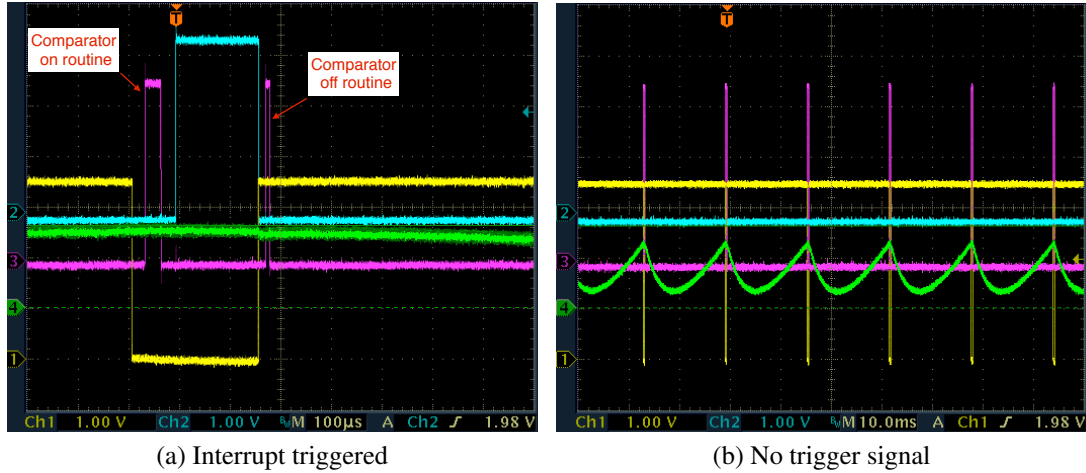 T
Comparator
on routine
Comparator
off routine
2
3
4
1
Ch1 1.00 V Ch2 1.00 V BW M 100µs A Ch2 1.98 V
(a) Interrupt triggered
T
2
3
4
1
Ch1 1.00 V Ch2 1.00 V BW M 10.0ms A Ch1 1.98 V
(b) No trigger signal